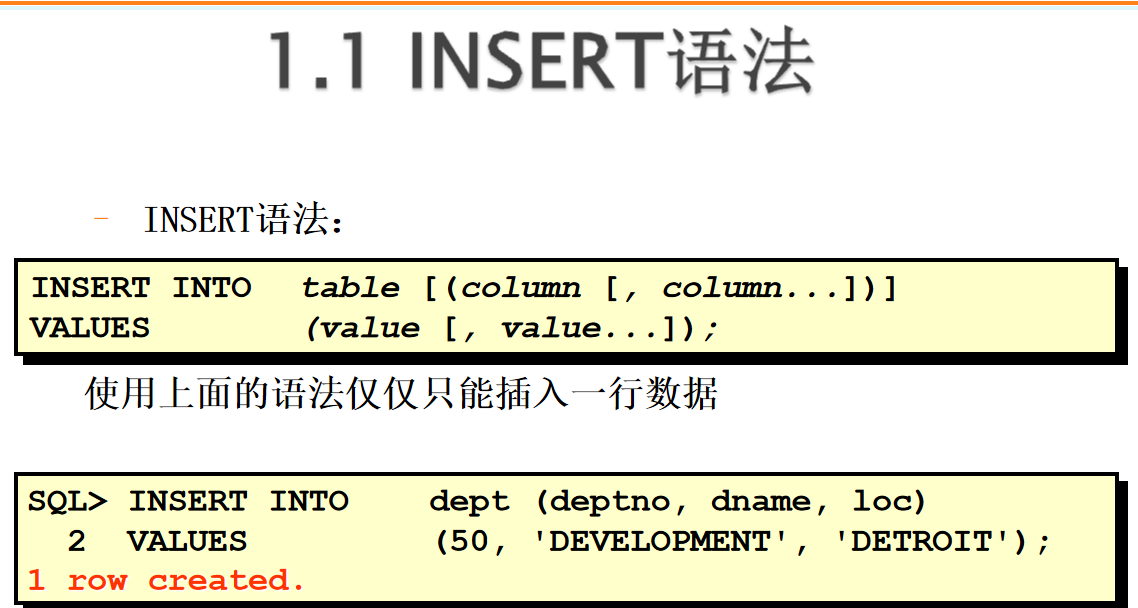 1.1 INSERT语法
– INSERT语法：
INSERT INTO table [(column [, column...])]
VALUES (value [, value...]);
使用上面的语法仅仅只能插入一行数据
SQL> INSERT INTO dept (deptno, dname, loc)
2 VALUES (50, 'DEVELOPMENT', 'DETROIT');
1 row created.